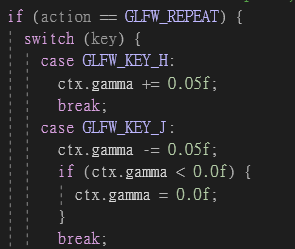 if (action == GLFW_REPEAT) {
switch (key) {
case GLFW_KEY_H:
ctx.gamma += 0.05f;
break;
case GLFW_KEY_J:
ctx.gamma -= 0.05f;
if (ctx.gamma < 0.0f) {
ctx.gamma = 0.0f;
}
break;